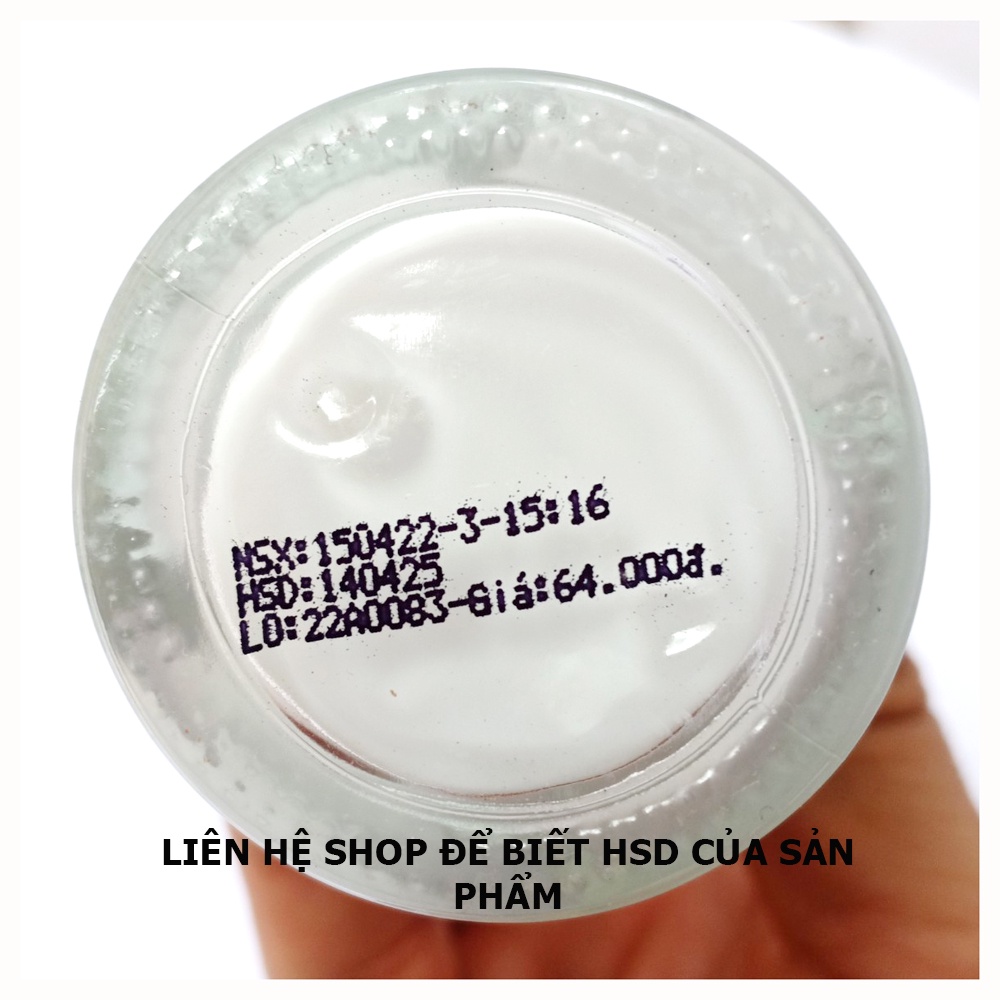 NSX:150422-3-15:16
HSD:140425
LO:22A0083-Giá:64.000đ.
LIÊN HỆ SHOP ĐỂ BIẾT HSD CỦA SẢN
PHẨM